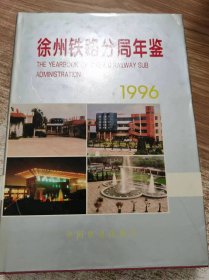 徐州铁路分局年鉴
THE YEARBOOK OF XUZHOU RAILWAY SUB
ADMINISTRATION
1996